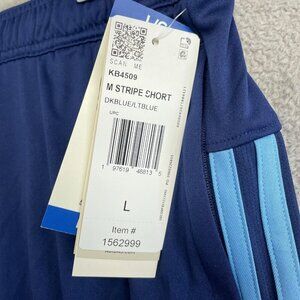 SCAN ME
KB4509
M STRIPE SHORT
DKBLUE/LTBLUE
UPC
1 97619 46813 5
L
Item #
1562999